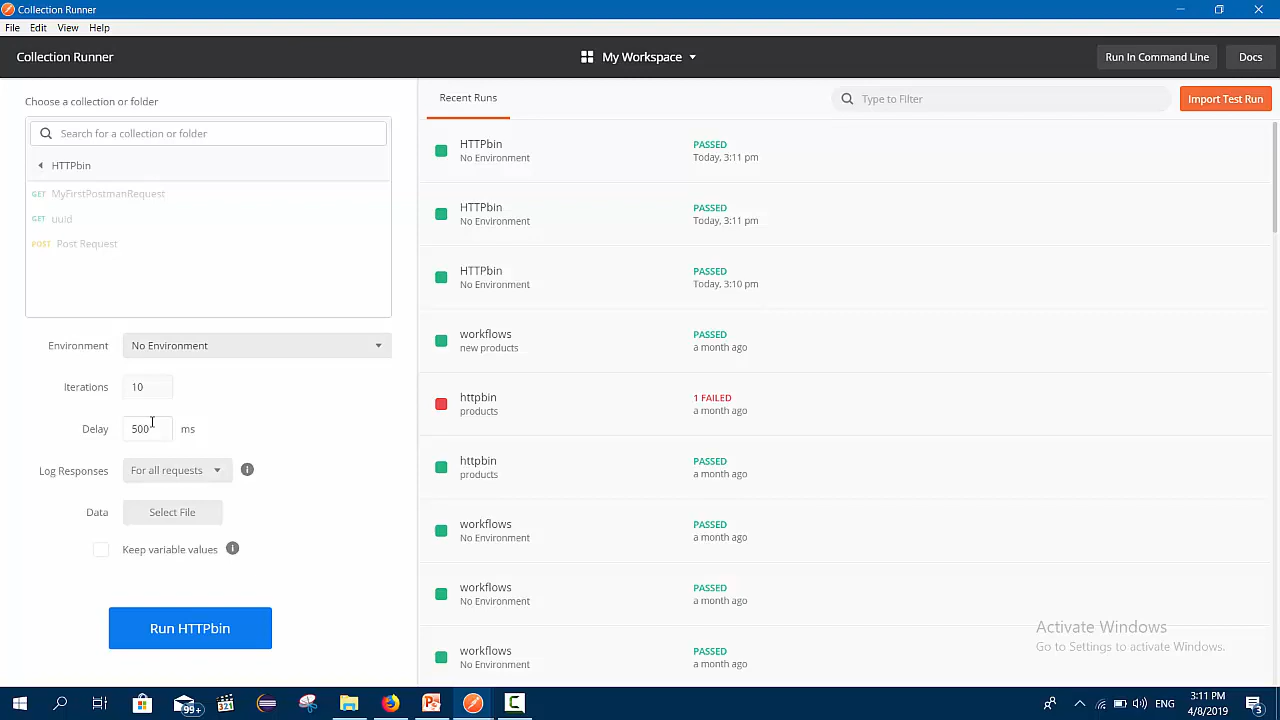 Collection Runner
File Edit View Help
Collection Runner
My Workspace
Run In Command Line
Docs
Choose a collection or folder
Search for a collection or folder
HTTPbin
GET MyFirstPostmanRequest
GET uuid
POST Post Request
Environment No Environment
Iterations 10
Delay 500 ms
Log Responses For all requests
Data Select File
Keep variable values
Run HTTPbin
Recent Runs
Type to Filter
Import Test Run
HTTPbin PASSED
No Environment Today, 3:11 pm
HTTPbin PASSED
No Environment Today, 3:11 pm
HTTPbin PASSED
No Environment Today, 3:10 pm
workflows PASSED
new products a month ago
httpbin 1 FAILED
products a month ago
httpbin PASSED
products a month ago
workflows PASSED
No Environment a month ago
workflows PASSED
No Environment a month ago
workflows PASSED
No Environment a month ago
Activate Windows
Go to Settings to activate Windows.
99+
ENG
3:11 PM
4/8/2019
3